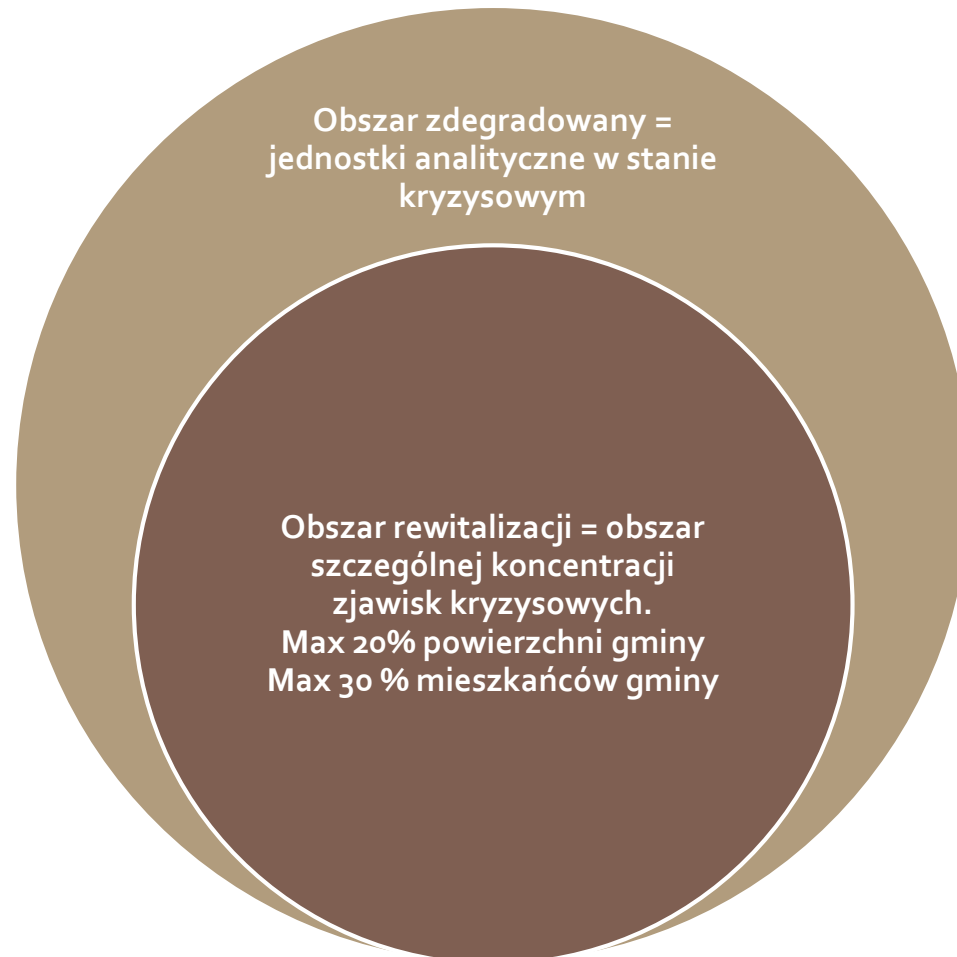 Obszar zdegradowany =
jednostki analityczne w stanie
kryzysowym
Obszar rewitalizacji = obszar
szczególnej koncentracji
zjawisk kryzysowych.
Max 20% powierzchni gminy
Max 30 % mieszkańców gminy